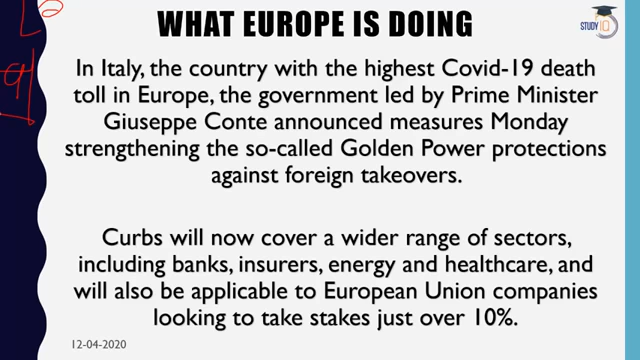 WHAT EUROPE IS DOING
STUDY IQ
In Italy, the country with the highest Covid-19 death
toll in Europe, the government led by Prime Minister
Giuseppe Conte announced measures Monday
strengthening the so-called Golden Power protections
against foreign takeovers.
Curbs will now cover a wider range of sectors,
including banks, insurers, energy and healthcare, and
will also be applicable to European Union companies
looking to take stakes just over 10%.
12-04-2020